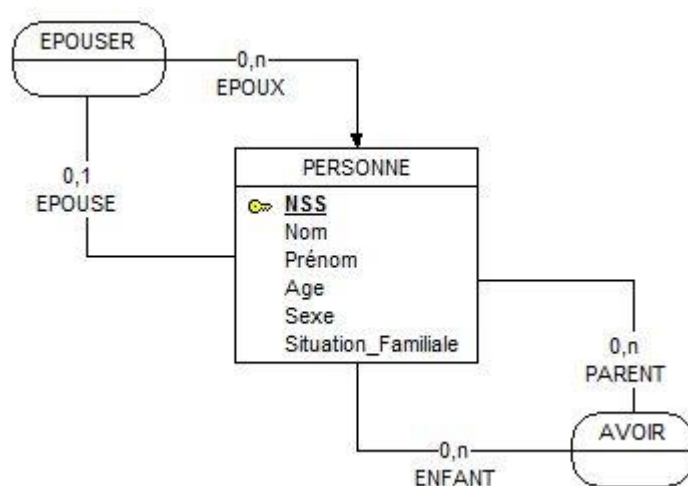 EPOUSER
0,n
EPOUX
0,1
EPOUSE
PERSONNE
NSS
Nom
Prénom
Age
Sexe
Situation_Familiale
0,n
PARENT
AVOIR
0,n
ENFANT